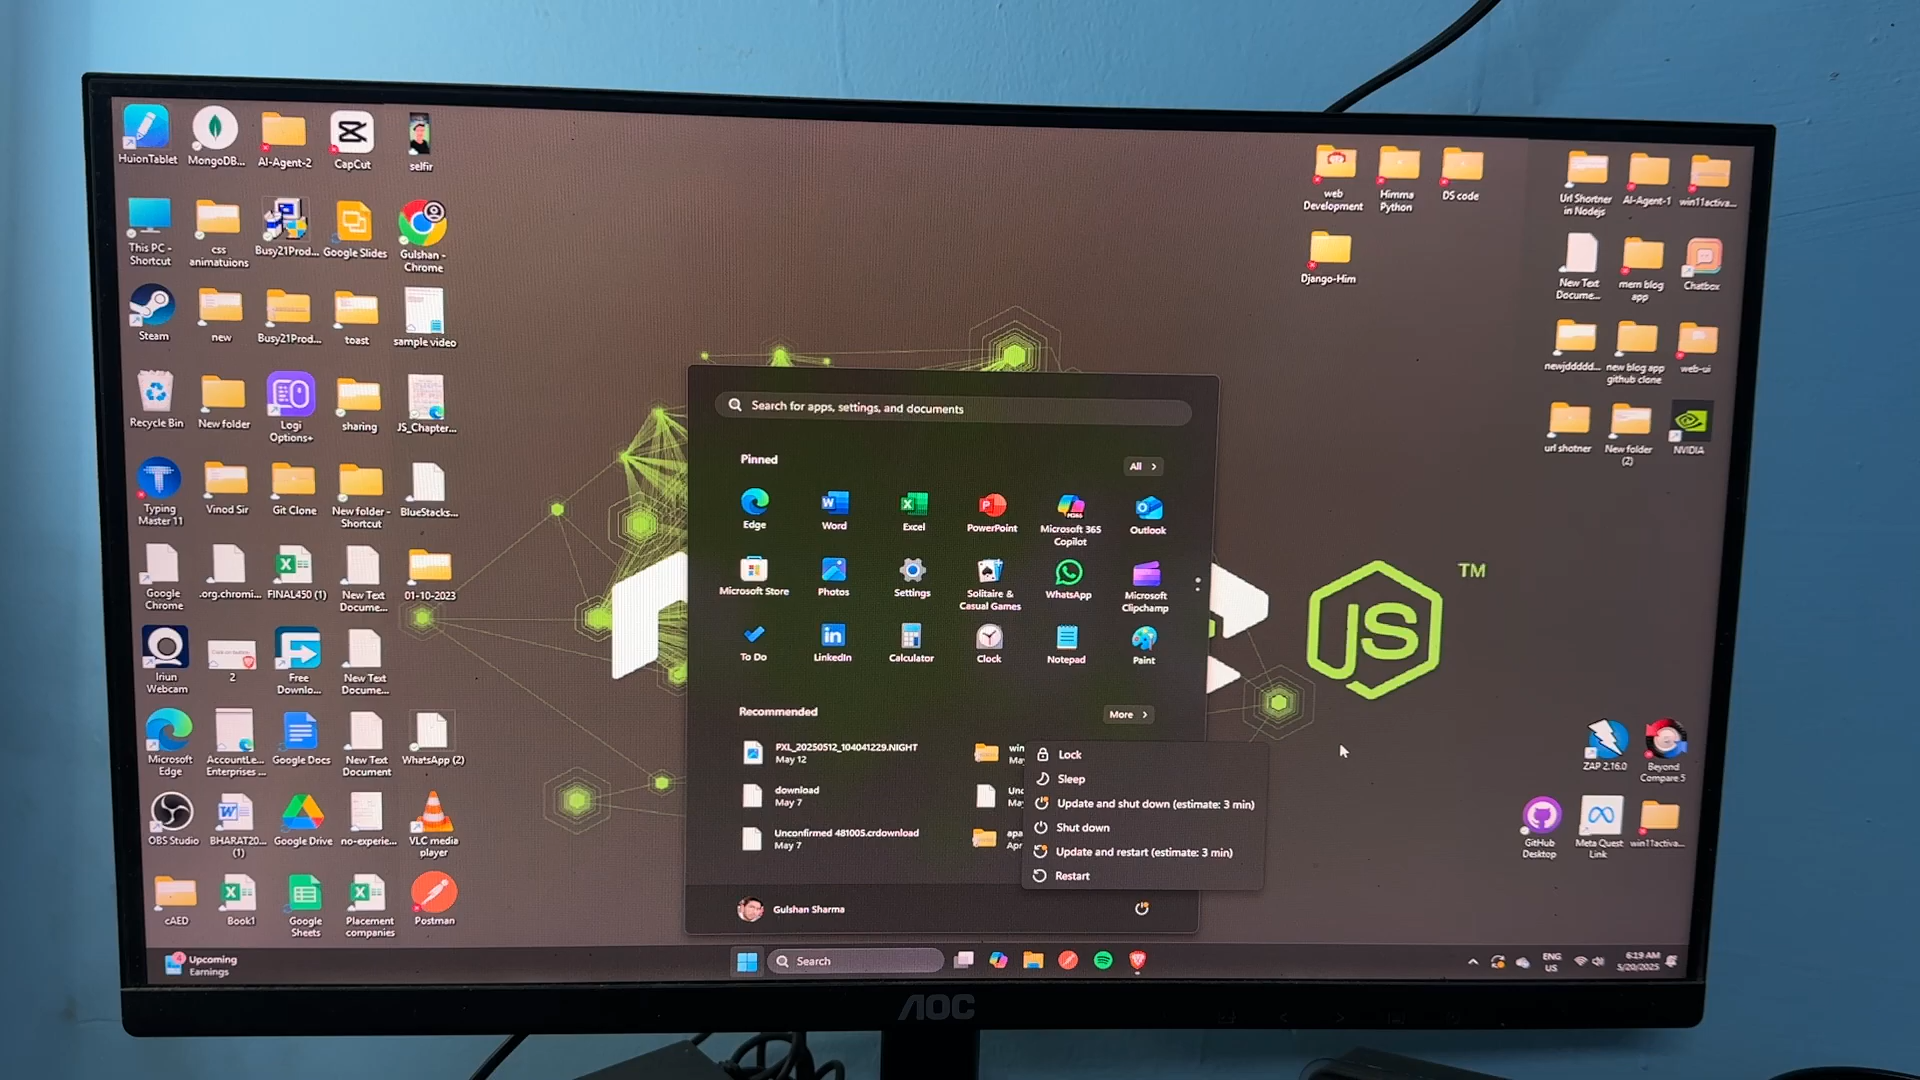 HuionTablet
MongoDB...
AI-Agent-2
CapCut
selfir
This PC -
Shortcut
css
animatuions
Busy21Prod...
Google Slides
Gulshan -
Chrome
Steam
new
Busy21Prod...
toast
sample video
Recycle Bin
New folder
Logi
Options+
sharing
JS_Chapter...
Typing
Master 11
Vinod Sir
Git Clone
New folder -
Shortcut
BlueStacks...
Google
Chrome
.org.chromi...
FINAL450 (1)
New Text
Docume...
01-10-2023
Iriun
Webcam
2
Free
Downlo...
New Text
Docume...
Microsoft
Edge
AccountLe...
Enterprises ...
Google Docs
New Text
Document
WhatsApp (2)
OBS Studio
BHARAT20...
(1)
Google Drive
no-experie...
VLC media
player
cAED
Book1
Google
Sheets
Placement
companies
Postman
web
Development
Himma
Python
DS code
Django-Him
Url Shortner
in Nodejs
AI-Agent-1
win11activa...
New Text
Docume...
mern blog
app
Chatbox
newjddddd...
new blog app
github clone
web-ui
url shotner
New folder
(2)
NVIDIA
JS
TM
ZAP 2.16.0
Beyond
Compare 5
GitHub
Desktop
Meta Quest
Link
win11activa...
Search for apps, settings, and documents
Pinned
All >
Edge
Word
Excel
PowerPoint
Microsoft 365
Copilot
Outlook
Microsoft Store
Photos
Settings
Solitaire &
Casual Games
WhatsApp
Microsoft
Clipchamp
To Do
LinkedIn
Calculator
Clock
Notepad
Paint
Recommended
More >
PXL_20250512_104041229.NIGHT
May 12
win
May
download
May 7
Unc
May
Unconfirmed 481005.crdownload
May 7
apa
Apr
Lock
Sleep
Update and shut down (estimate: 3 min)
Shut down
Update and restart (estimate: 3 min)
Restart
Gulshan Sharma
4
Upcoming
Earnings
Search
ENG
US
6:19 AM
5/20/2025
AOC